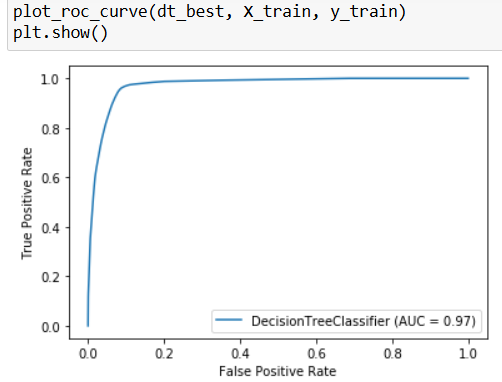 plot_roc_curve(dt_best, X_train, y_train)
plt.show()
1.0
0.8
0.6
0.4
0.2
0.0
True Positive Rate
DecisionTreeClassifier (AUC = 0.97)
0.0 0.2 0.4 0.6 0.8 1.0
False Positive Rate